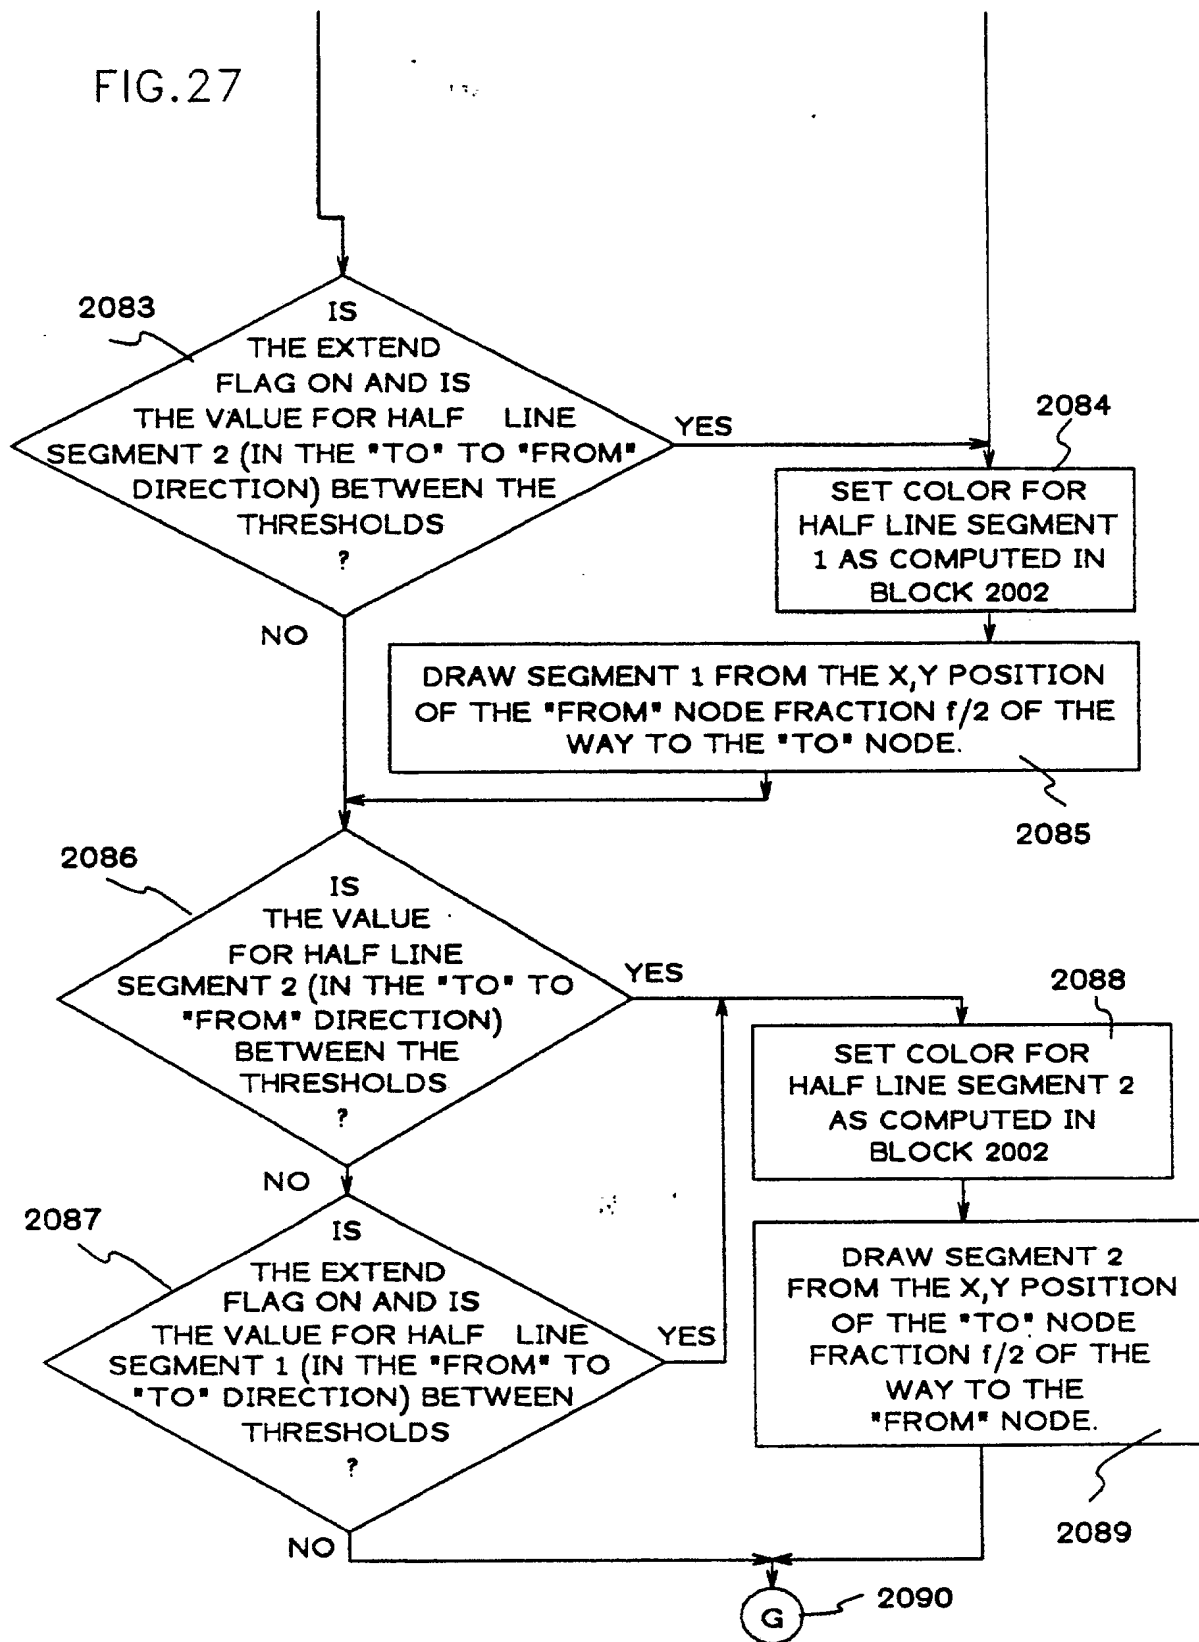 FIG.27
2083
IS
THE EXTEND
FLAG ON AND IS
THE VALUE FOR HALF LINE
SEGMENT 2 (IN THE "TO" TO "FROM"
DIRECTION) BETWEEN THE
THRESHOLDS
?
YES
NO
2084
SET COLOR FOR
HALF LINE SEGMENT
1 AS COMPUTED IN
BLOCK 2002
DRAW SEGMENT 1 FROM THE X,Y POSITION
OF THE "FROM" NODE FRACTION f/2 OF THE
WAY TO THE "TO" NODE.
2085
2086
IS
THE VALUE
FOR HALF LINE
SEGMENT 2 (IN THE "TO" TO
"FROM" DIRECTION)
BETWEEN THE
THRESHOLDS
?
YES
NO
2087
IS
THE EXTEND
FLAG ON AND IS
THE VALUE FOR HALF LINE
SEGMENT 1 (IN THE "FROM" TO
"TO" DIRECTION) BETWEEN
THRESHOLDS
?
YES
NO
2088
SET COLOR FOR
HALF LINE SEGMENT 2
AS COMPUTED IN
BLOCK 2002
DRAW SEGMENT 2
FROM THE X,Y POSITION
OF THE "TO" NODE
FRACTION f/2 OF THE
WAY TO THE
"FROM" NODE.
2089
G
2090